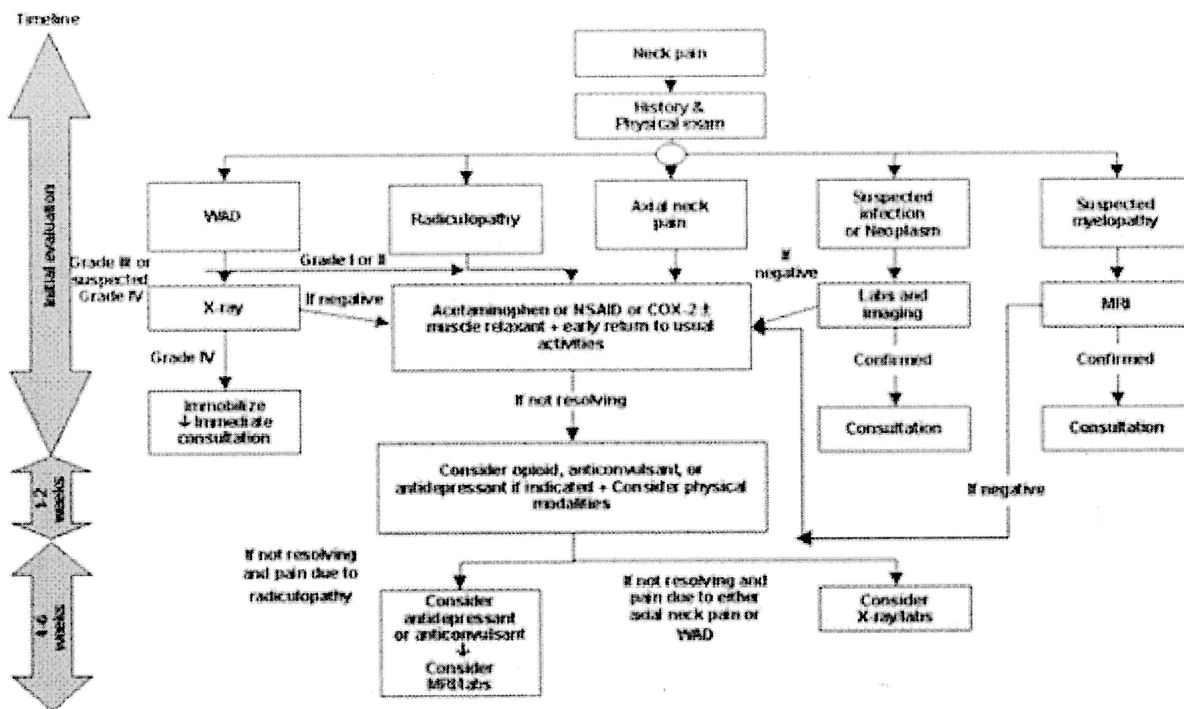 Timeline
Neck pain
History &
Physical exam
WAD
Radiculopathy
Axial neck
pain
Suspected
infection
or Neoplasm
Suspected
myelopathy
Initial evaluation
Grade III or
suspected
Grade IV
Grade I or II
If
negative
X-ray
If negative
Acetaminophen or NSAID or COX-2 ±
muscle relaxant + early return to usual
activities
Labs and
imaging
MRI
Grade IV
Confirmed
Confirmed
Immobilize
↓ Immediate
consultation
If not resolving
Consultation
Consultation
1-2
weeks
Consider opioid, anticonvulsant, or
antidepressant if indicated + Consider physical
modalities
If negative
4-6
weeks
If not resolving
and pain due to
radiculopathy
Consider
antidepressant
or anticonvulsant
↓
Consider
MRI/labs
If not resolving and
pain due to either
axial neck pain or
WAD
Consider
X-ray/labs